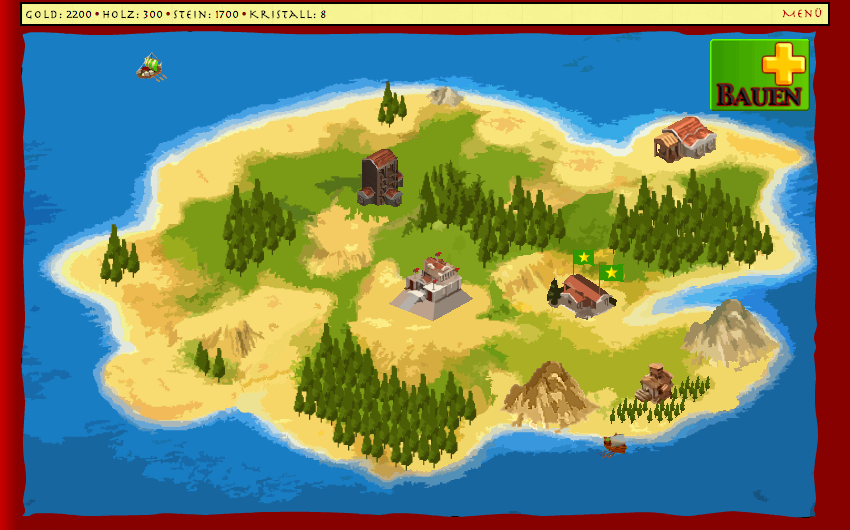 GOLD: 2200 • HOLZ: 300 • STEIN: 1700 • KRISTALL: 8 MENÜ
BAUEN